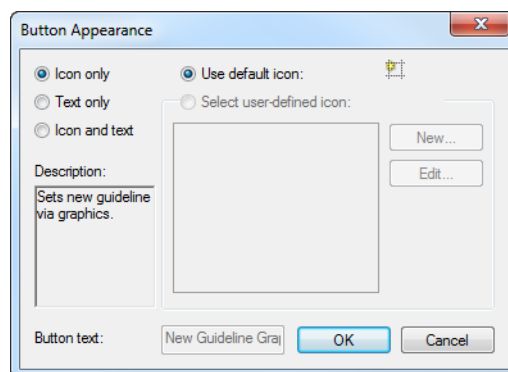 Button Appearance
Icon only
Use default icon:
Text only
Select user-defined icon:
Icon and text
New...
Description:
Edit...
Sets new guideline
via graphics.
Button text:
New Guideline Gra
OK
Cancel